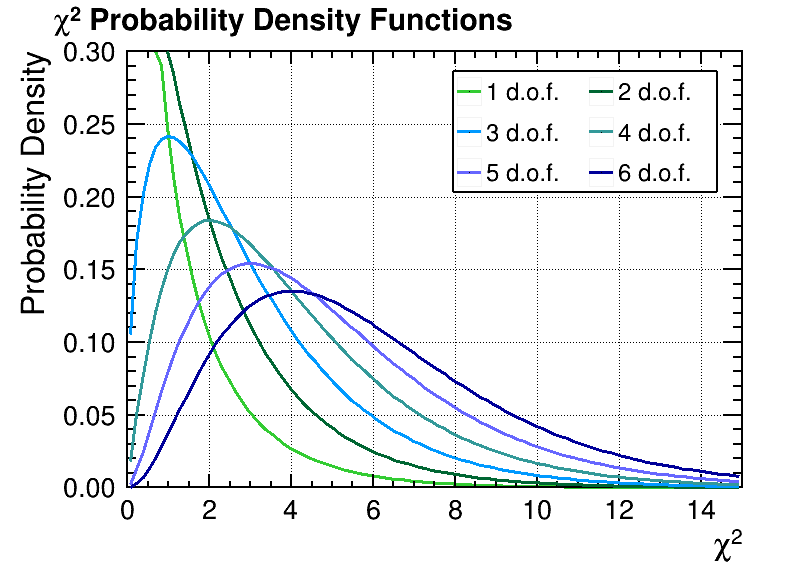 χ² Probability Density Functions
Probability Density
0.30
0.25
0.20
0.15
0.10
0.05
0.00
1 d.o.f. 2 d.o.f.
3 d.o.f. 4 d.o.f.
5 d.o.f. 6 d.o.f.
0 2 4 6 8 10 12 14
χ²